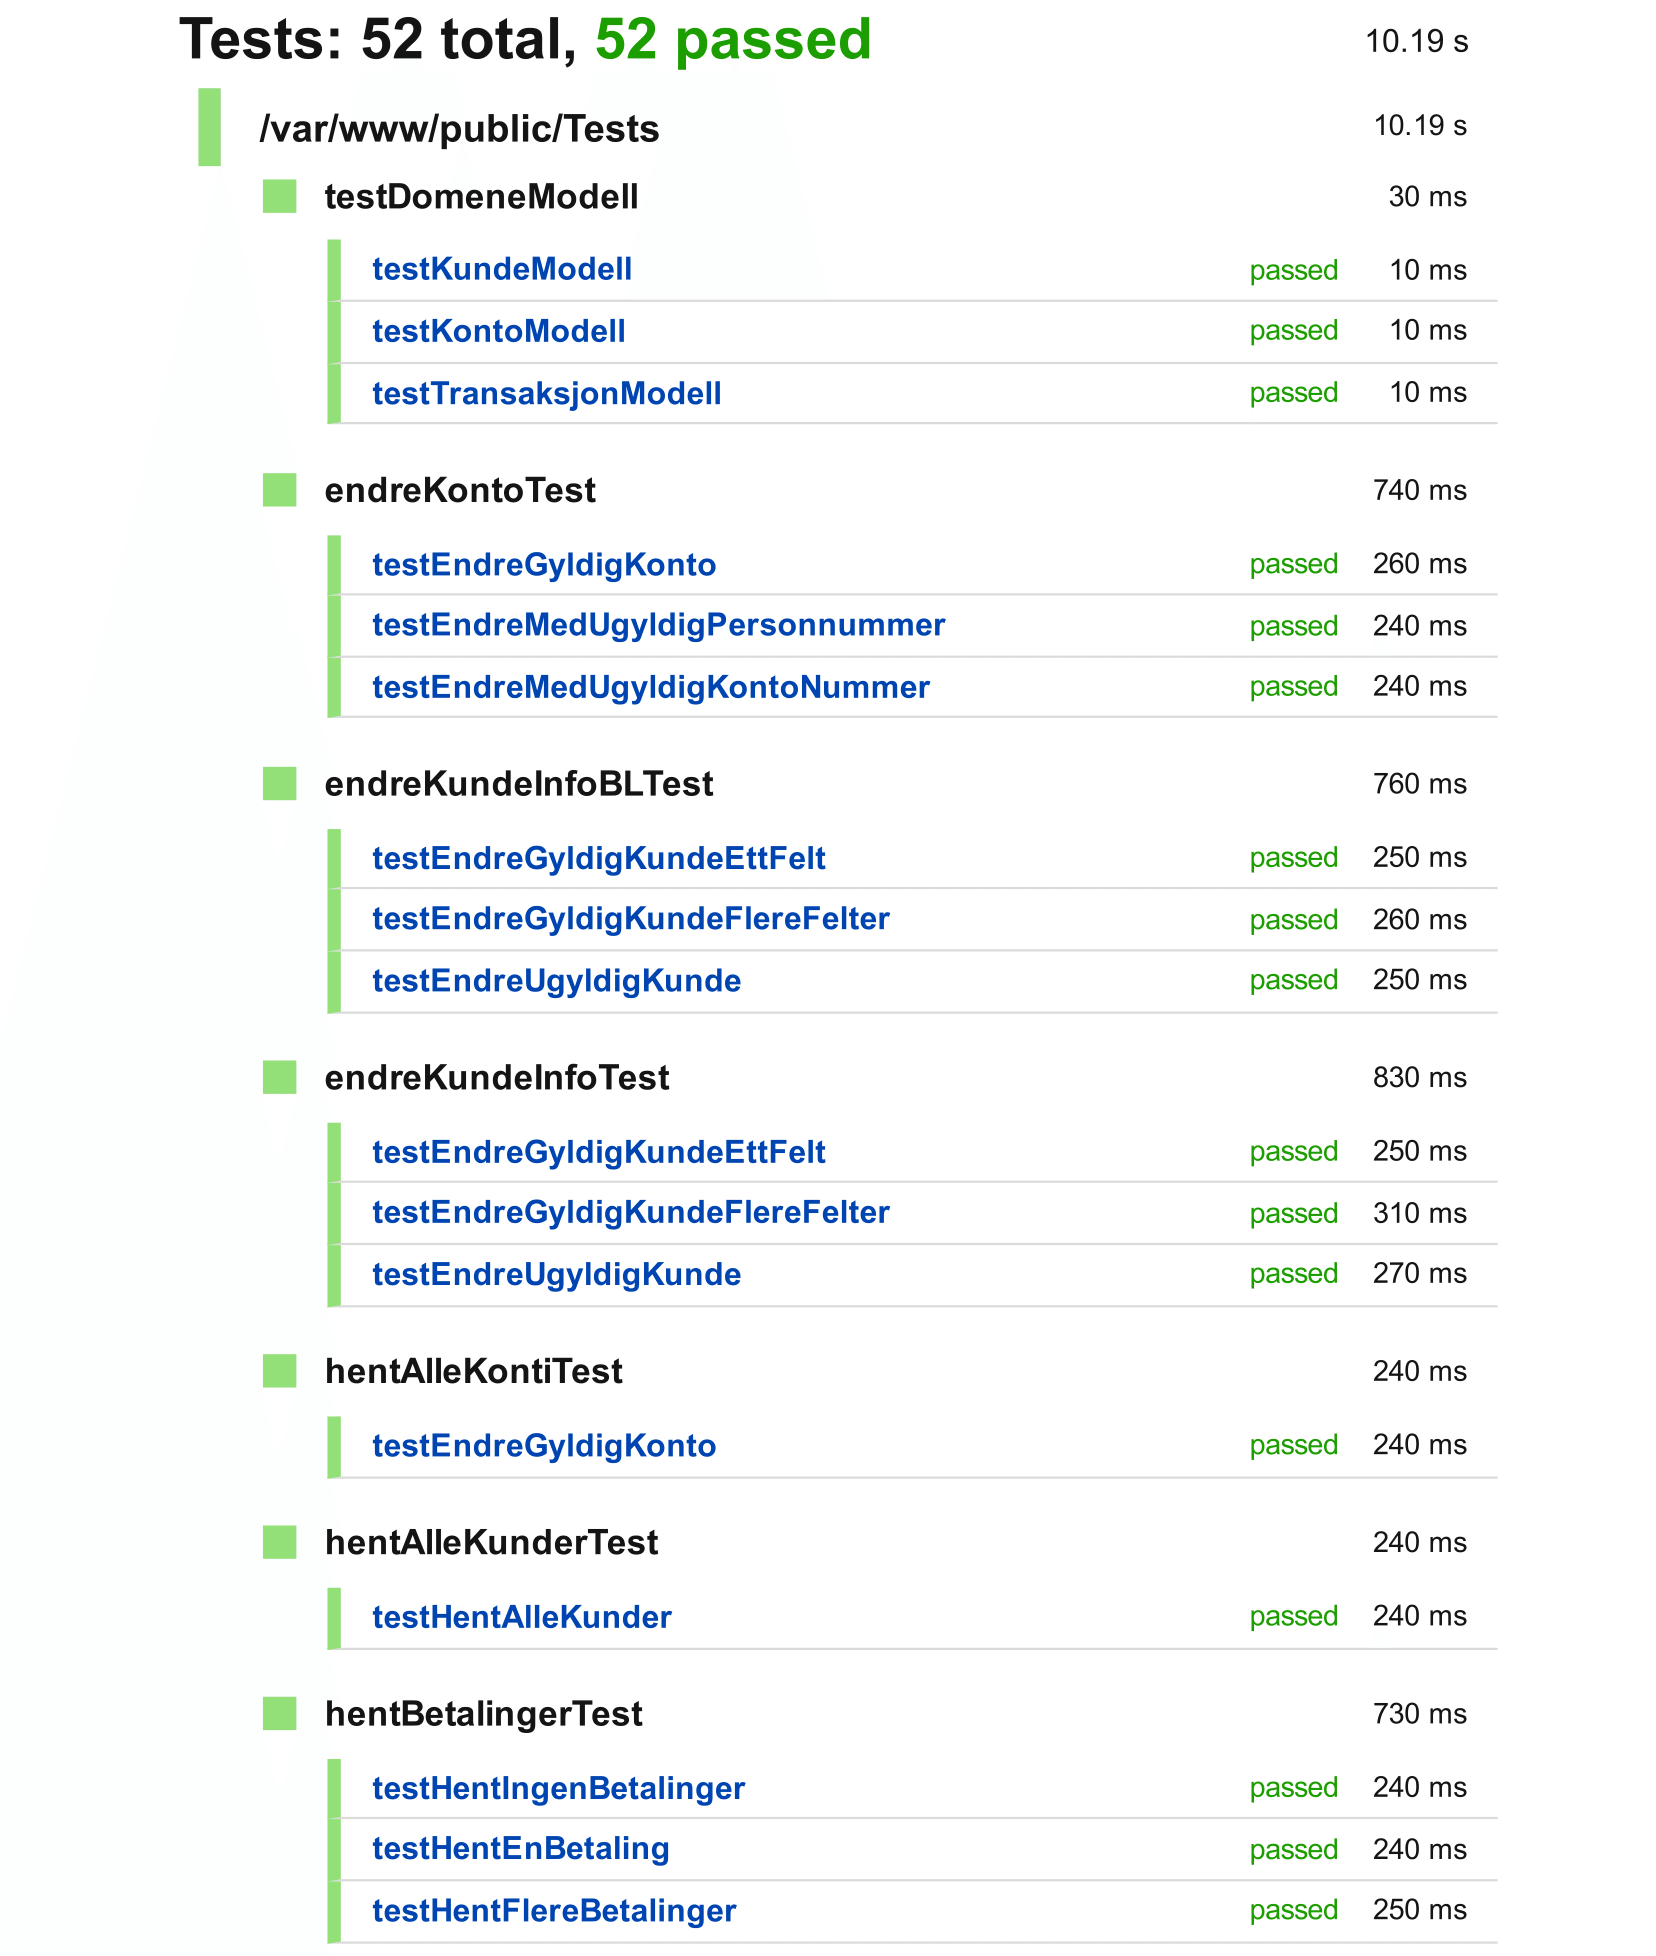 Tests: 52 total, 52 passed 10.19 s
/var/www/public/Tests 10.19 s
testDomeneModell 30 ms
testKundeModell passed 10 ms
testKontoModell passed 10 ms
testTransaksjonModell passed 10 ms
endreKontoTest 740 ms
testEndreGyldigKonto passed 260 ms
testEndreMedUgyldigPersonnummer passed 240 ms
testEndreMedUgyldigKontoNummer passed 240 ms
endreKundeInfoBLTest 760 ms
testEndreGyldigKundeEttFelt passed 250 ms
testEndreGyldigKundeFlereFelter passed 260 ms
testEndreUgyldigKunde passed 250 ms
endreKundeInfoTest 830 ms
testEndreGyldigKundeEttFelt passed 250 ms
testEndreGyldigKundeFlereFelter passed 310 ms
testEndreUgyldigKunde passed 270 ms
hentAlleKontiTest 240 ms
testEndreGyldigKonto passed 240 ms
hentAlleKunderTest 240 ms
testHentAlleKunder passed 240 ms
hentBetalingerTest 730 ms
testHentIngenBetalinger passed 240 ms
testHentEnBetaling passed 240 ms
testHentFlereBetalinger passed 250 ms